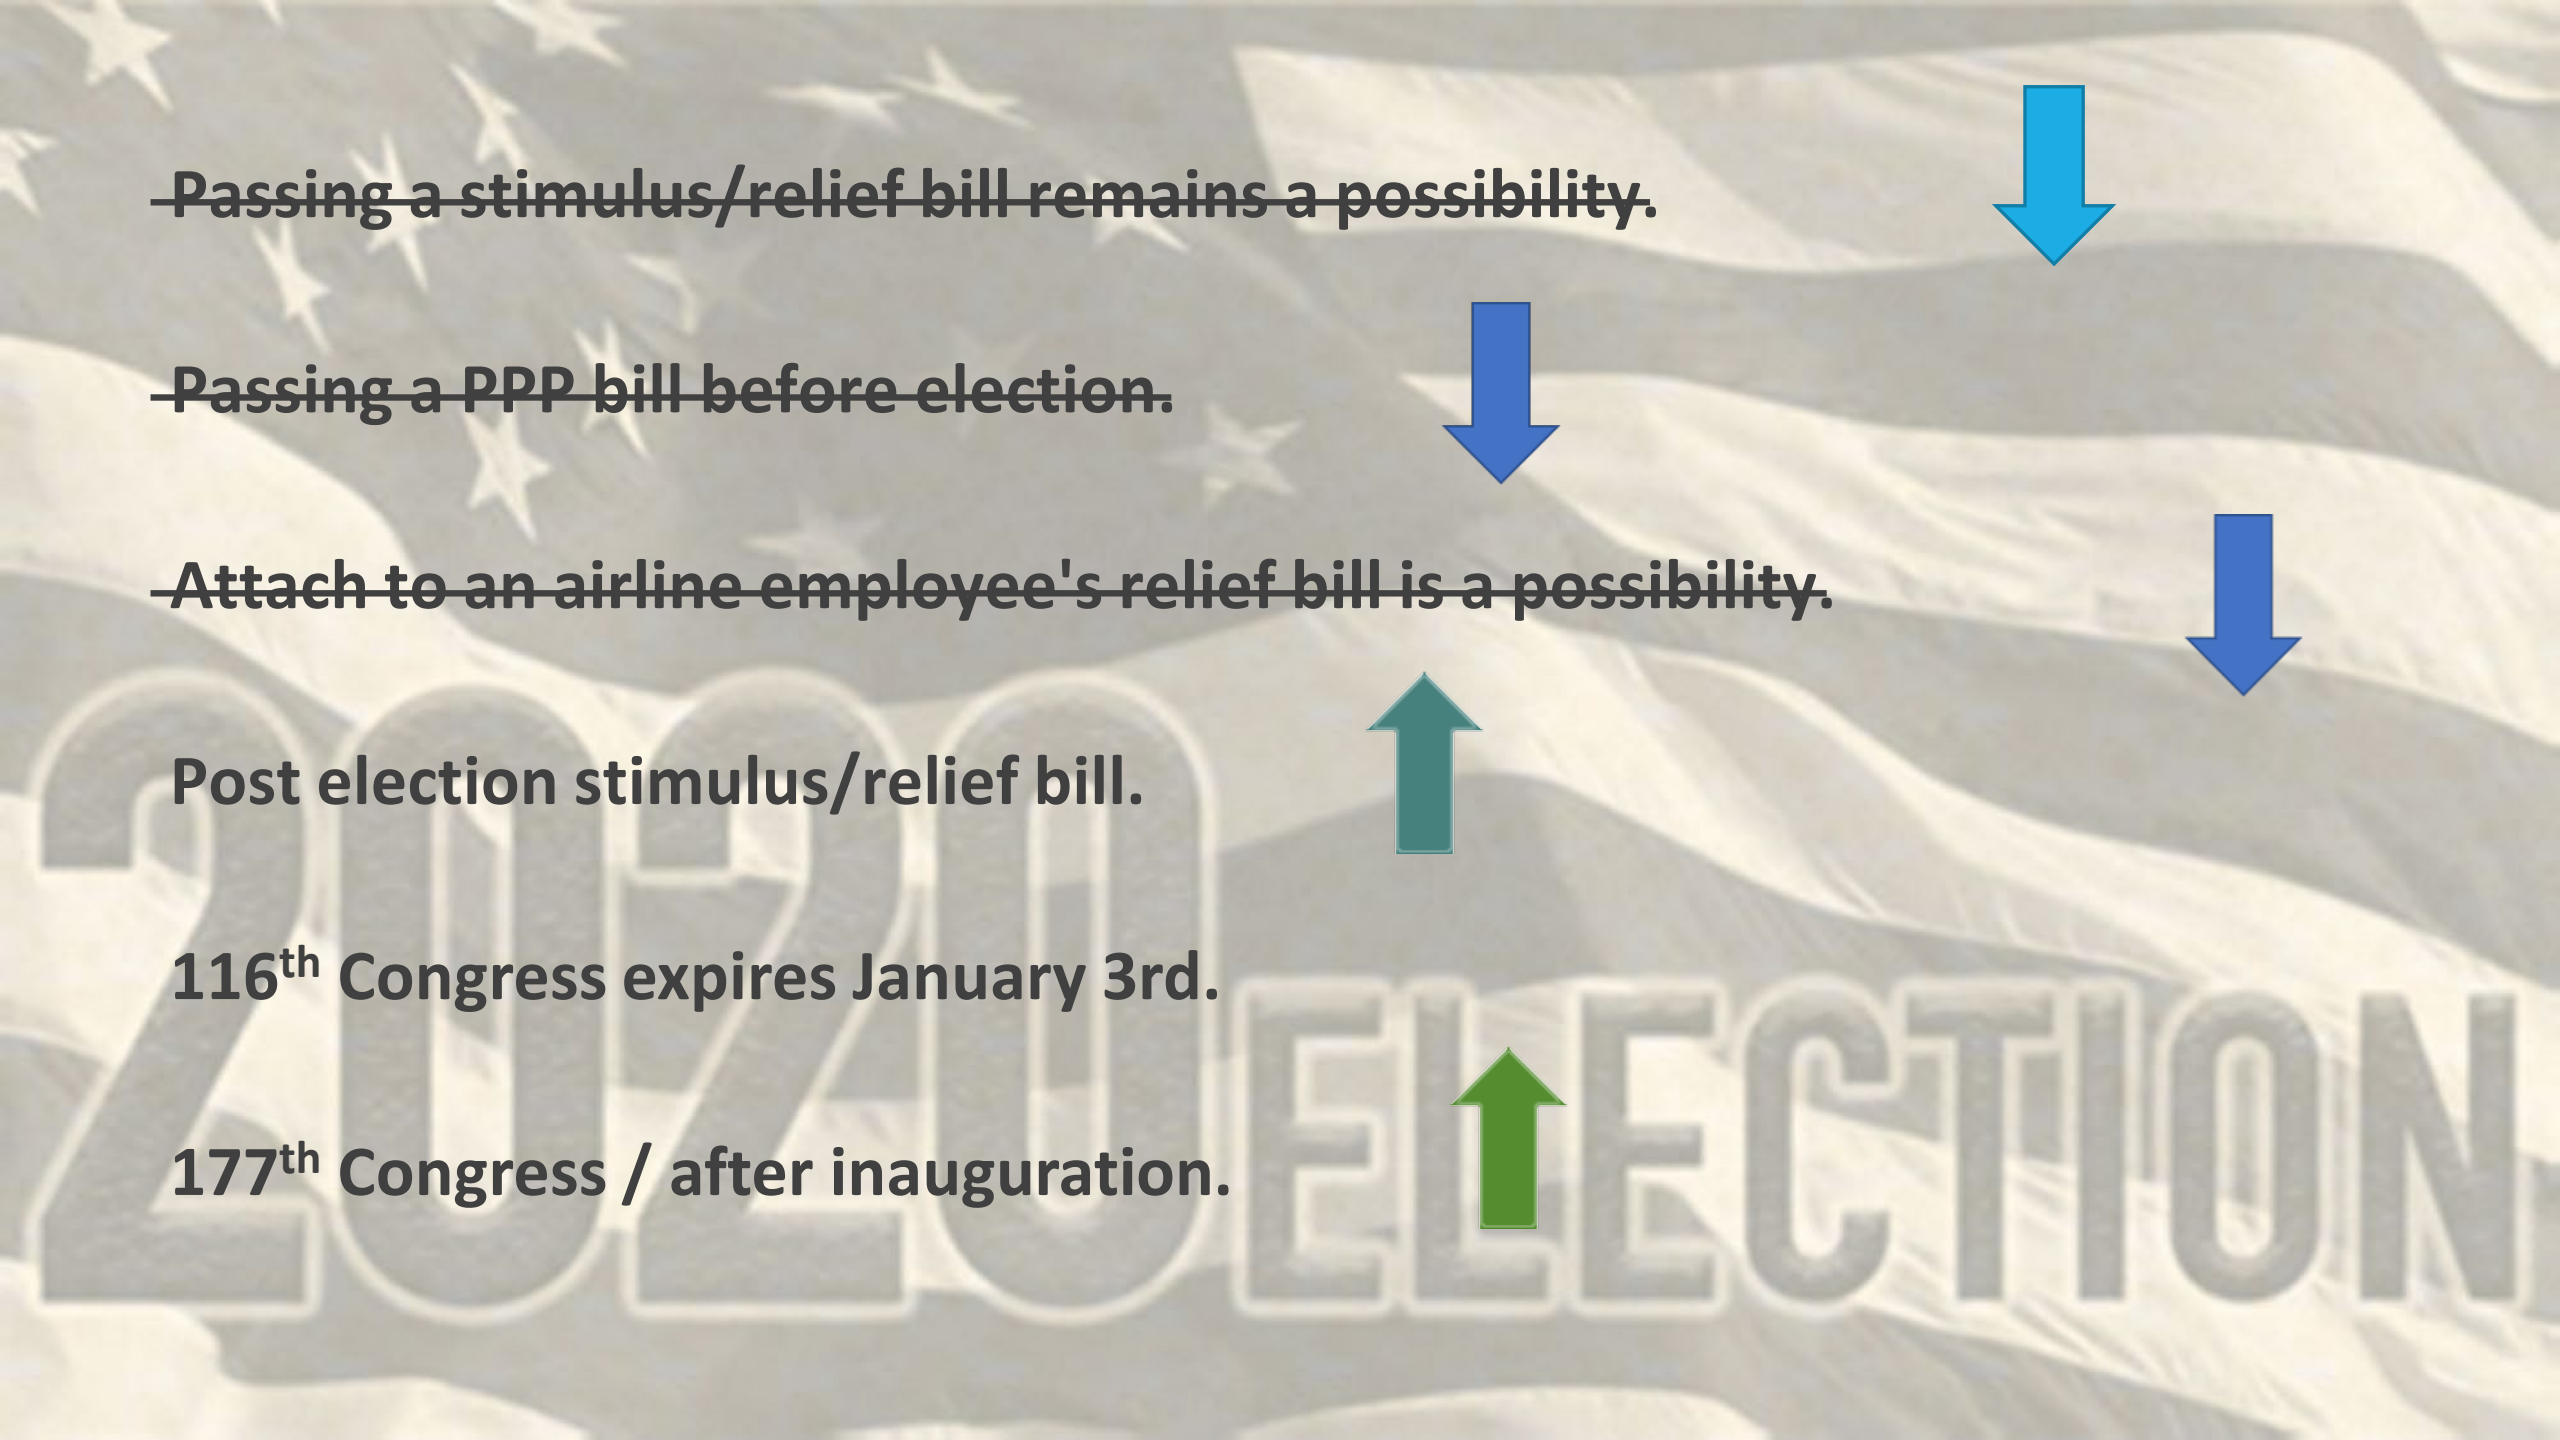 Passing a stimulus/relief bill remains a possibility.
Passing a PPP bill before election.
Attach to an airline employee's relief bill is a possibility.
Post election stimulus/relief bill.
116th Congress expires January 3rd.
177th Congress / after inauguration.
2020 ELECTION